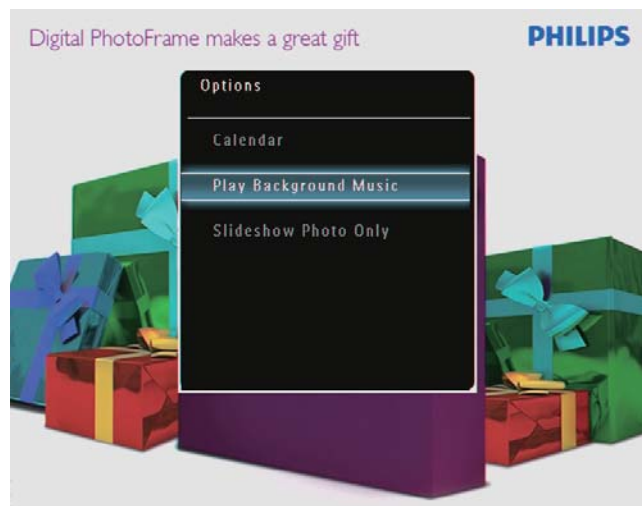 Digital PhotoFrame makes a great gift
PHILIPS
Options
Calendar
Play Background Music
Slideshow Photo Only